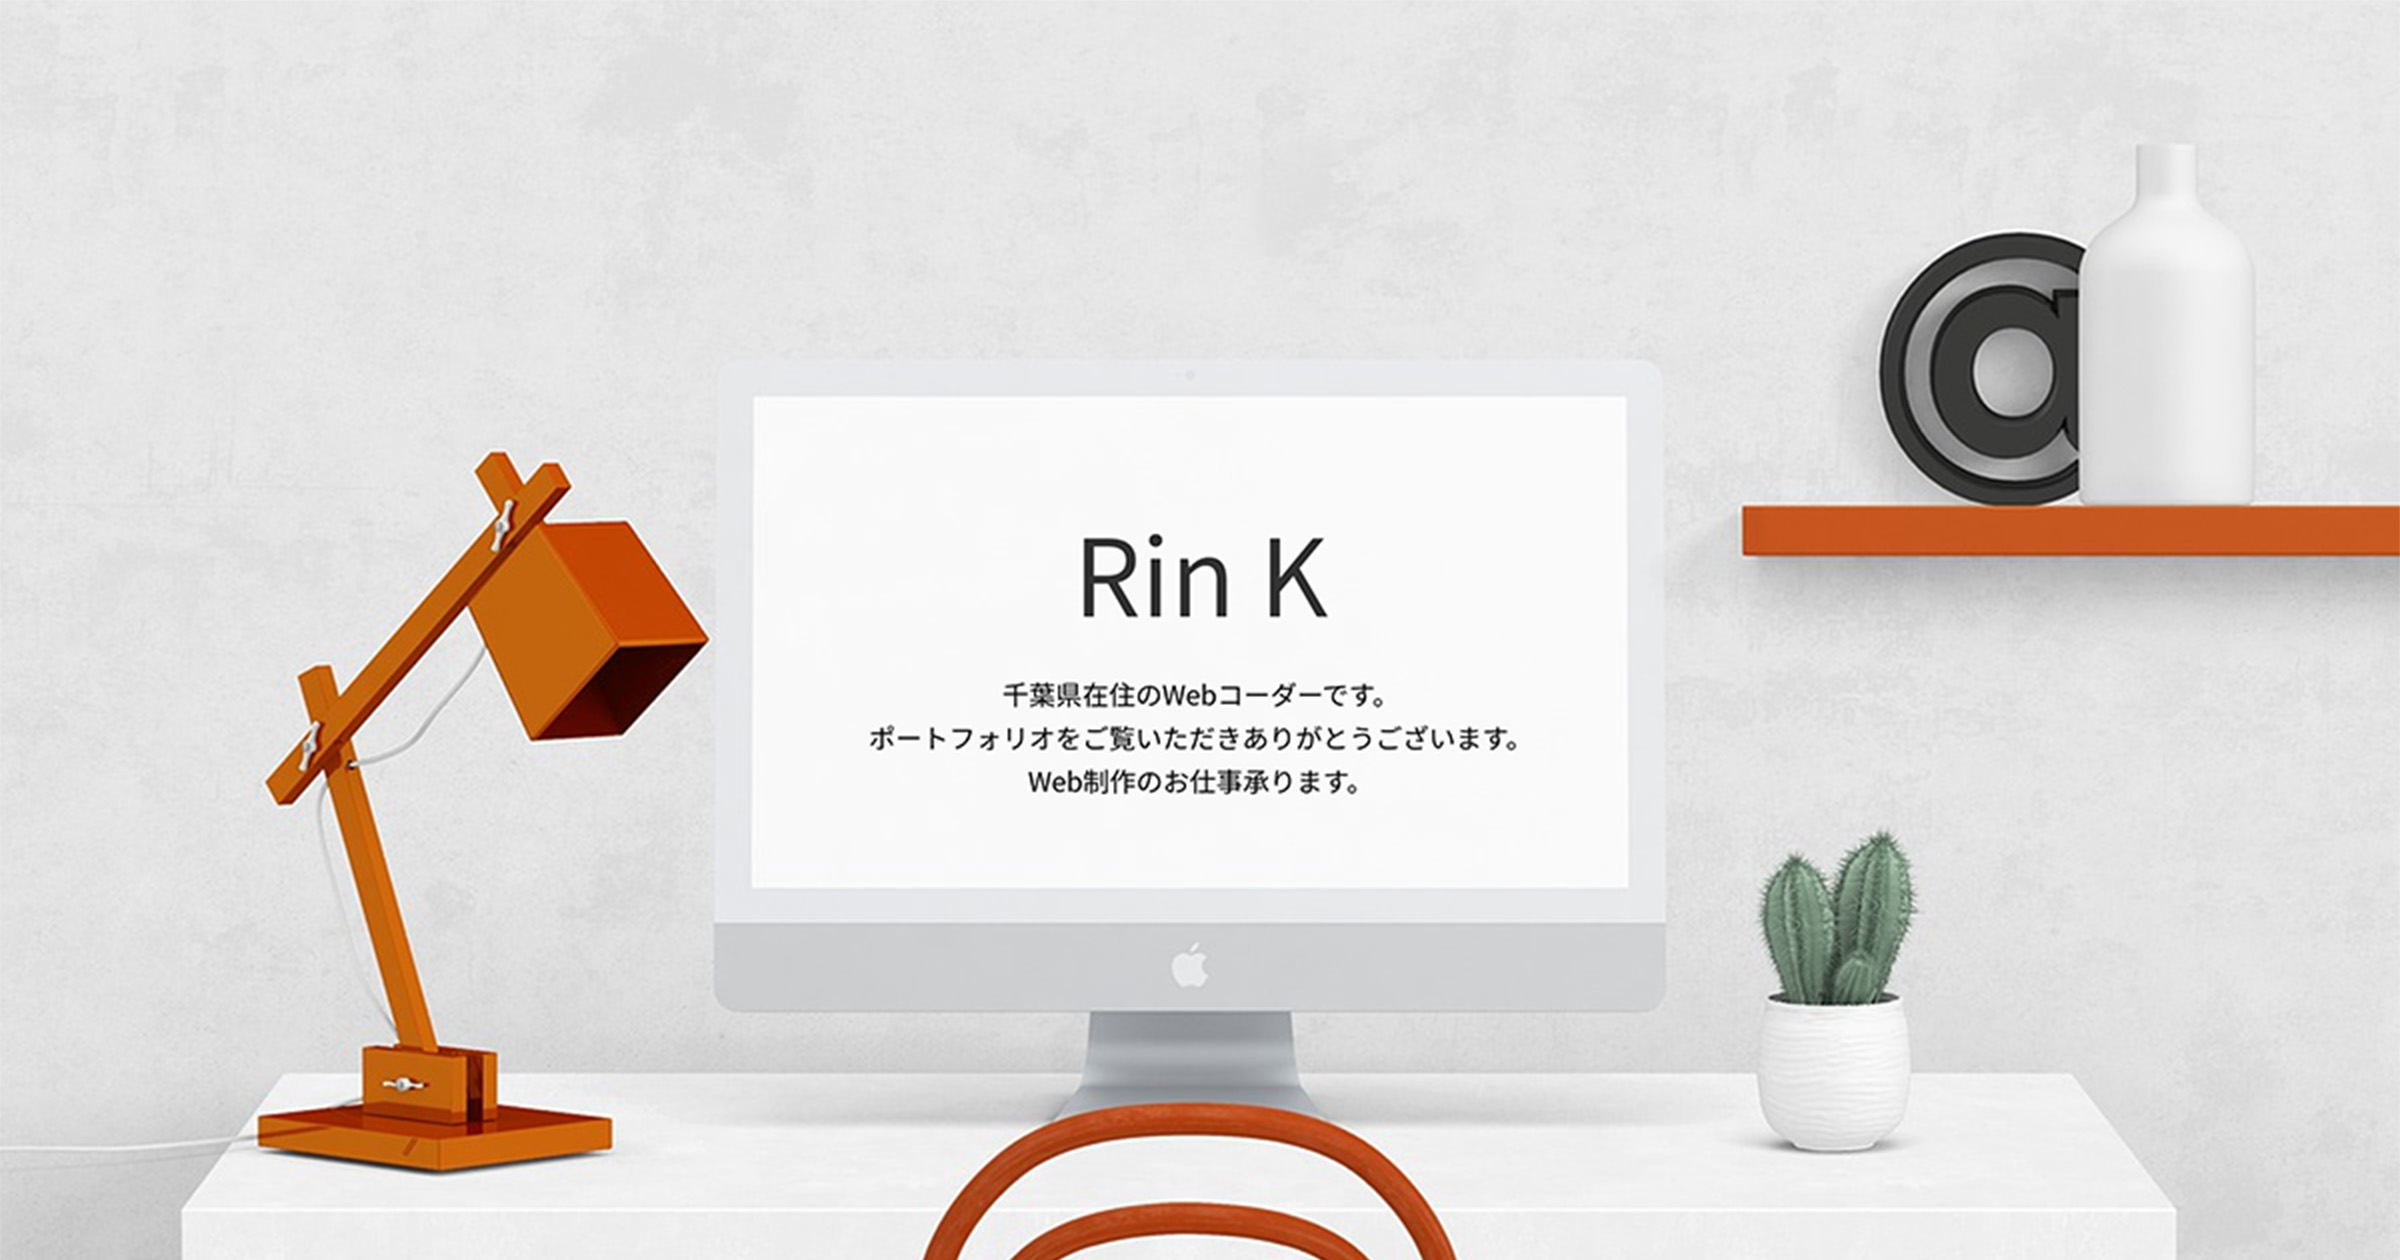 Rin K
千葉県在住のWebコーダーです。
ポートフォリオをご覧いただきありがとうございます。
Web制作のお仕事承ります。
@